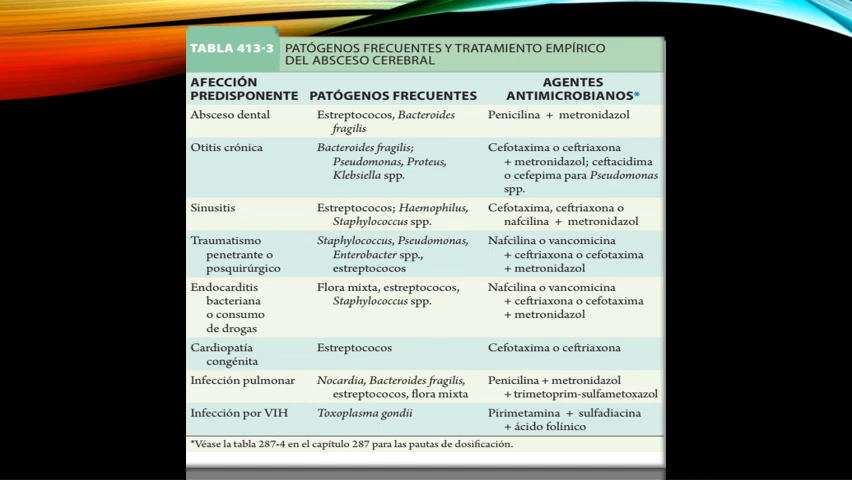 TABLA 413-3 PATÓGENOS FRECUENTES Y TRATAMIENTO EMPÍRICO
DEL ABSCESO CEREBRAL
AFECCIÓN PREDISPONENTE PATÓGENOS FRECUENTES AGENTES ANTIMICROBIANOS*
Absceso dental
Estreptococos, Bacteroides
fragilis
Penicilina + metronidazol
Otitis crónica
Bacteroides fragilis;
Pseudomonas, Proteus,
Klebsiella spp.
Cefotaxima o ceftriaxona
+ metronidazol; ceftacidima
o cefepima para Pseudomonas
spp.
Sinusitis
Estreptococos; Haemophilus,
Staphylococcus spp.
Cefotaxima, ceftriaxona o
nafcilina + metronidazol
Traumatismo
penetrante o
posquirúrgico
Staphylococcus, Pseudomonas,
Enterobacter spp.,
estreptococos
Nafcilina o vancomicina
+ ceftriaxona o cefotaxima
+ metronidazol
Endocarditis
bacteriana
o consumo
de drogas
Flora mixta, estreptococos,
Staphylococcus spp.
Nafcilina o vancomicina
+ ceftriaxona o cefotaxima
+ metronidazol
Cardiopatía
congénita
Estreptococos
Cefotaxima o ceftriaxona
Infección pulmonar
Nocardia, Bacteroides fragilis,
estreptococos, flora mixta
Penicilina + metronidazol
+ trimetoprim-sulfametoxazol
Infección por VIH
Toxoplasma gondii
Pirimetamina + sulfadiacina
+ ácido folínico
*Véase la tabla 287-4 en el capítulo 287 para las pautas de dosificación.